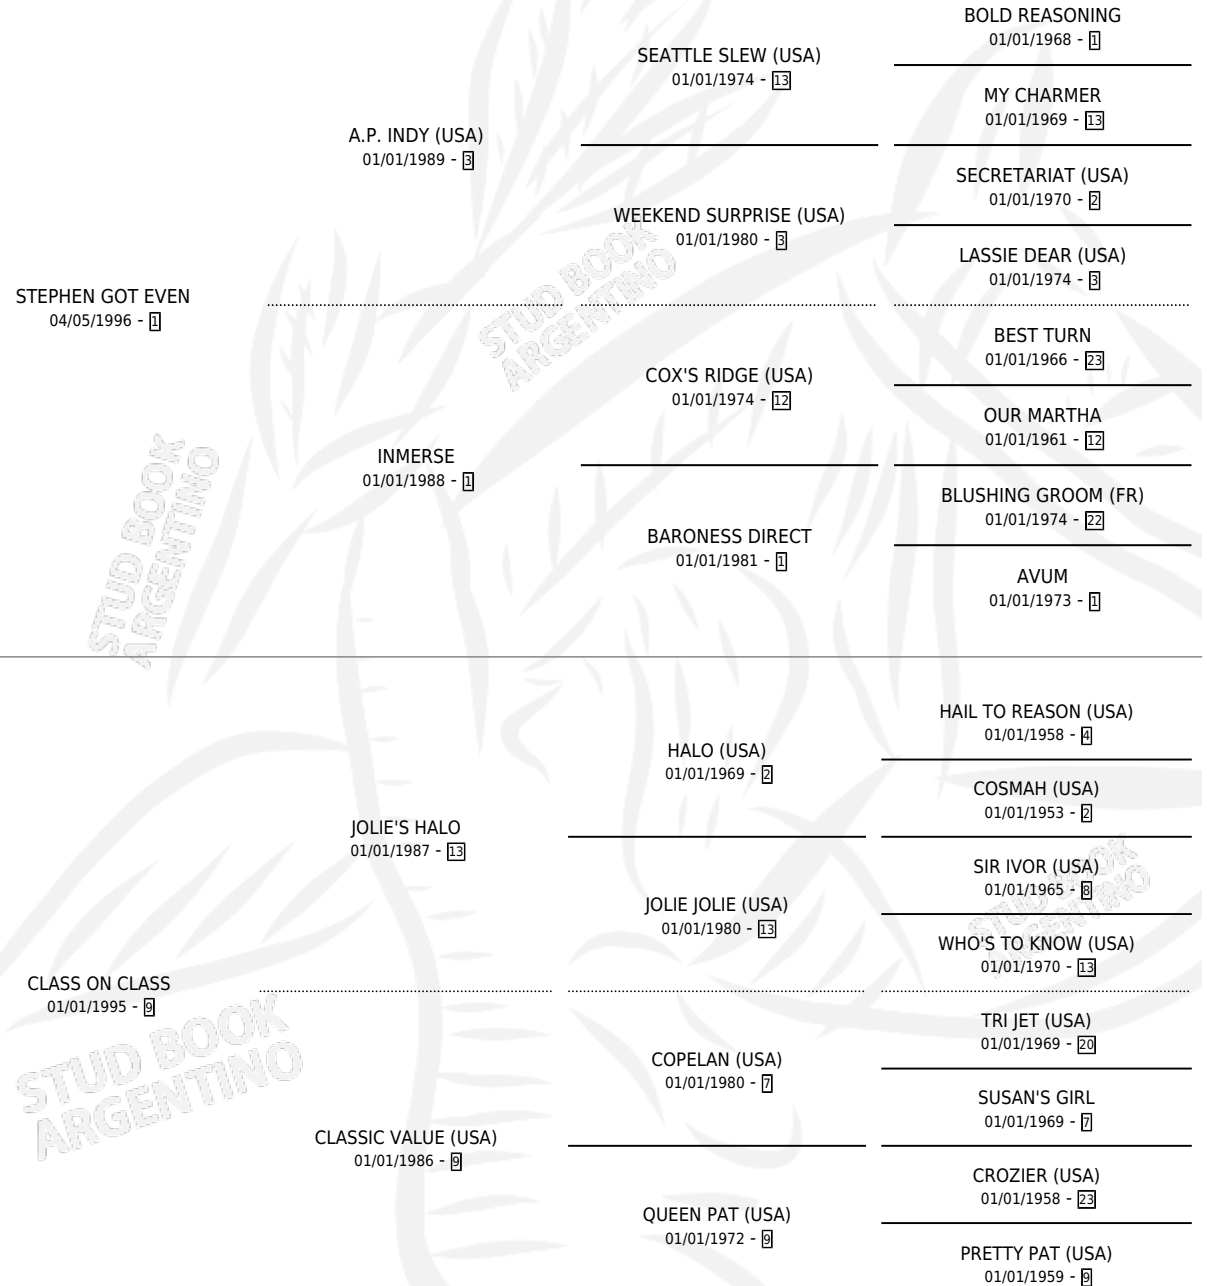 BOLD REASONING
01/01/1968 - 1
SEATTLE SLEW (USA)
01/01/1974 - 13
MY CHARMER
01/01/1969 - 13
A.P. INDY (USA)
01/01/1989 - 3
SECRETARIAT (USA)
01/01/1970 - 2
WEEKEND SURPRISE (USA)
01/01/1980 - 3
LASSIE DEAR (USA)
01/01/1974 - 3
STEPHEN GOT EVEN
04/05/1996 - 1
BEST TURN
01/01/1966 - 23
COX'S RIDGE (USA)
01/01/1974 - 12
OUR MARTHA
01/01/1961 - 12
INMERSE
01/01/1988 - 1
BLUSHING GROOM (FR)
01/01/1974 - 22
BARONESS DIRECT
01/01/1981 - 1
AVUM
01/01/1973 - 1
HAIL TO REASON (USA)
01/01/1958 - 4
HALO (USA)
01/01/1969 - 2
COSMAH (USA)
01/01/1953 - 2
JOLIE'S HALO
01/01/1987 - 13
SIR IVOR (USA)
01/01/1965 - 8
JOLIE JOLIE (USA)
01/01/1980 - 13
WHO'S TO KNOW (USA)
01/01/1970 - 13
CLASS ON CLASS
01/01/1995 - 9
TRI JET (USA)
01/01/1969 - 20
COPELAN (USA)
01/01/1980 - 7
SUSAN'S GIRL
01/01/1969 - 7
CLASSIC VALUE (USA)
01/01/1986 - 9
CROZIER (USA)
01/01/1958 - 23
QUEEN PAT (USA)
01/01/1972 - 9
PRETTY PAT (USA)
01/01/1959 - 9
STUD BOOK
ARGENTINO
STUD BOOK
ARGENTINO
STUD BOOK
ARGENTINO
STUD BOOK
ARGENTINO